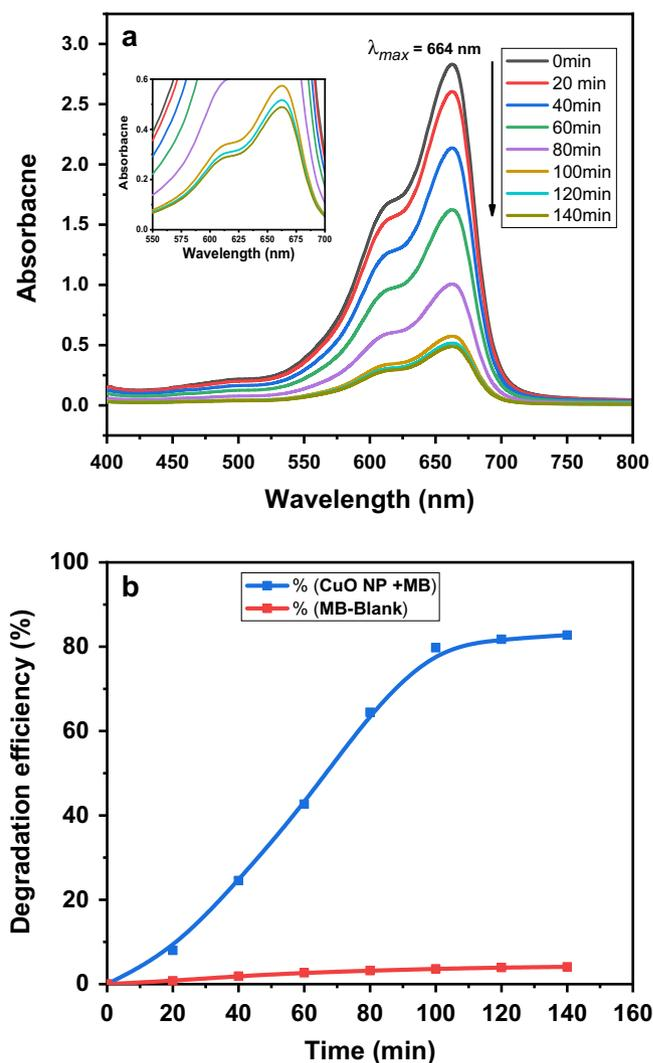 a
λmax = 664 nm
0min
20 min
40min
60min
80min
100min
120min
140min
3.0
2.5
2.0
1.5
1.0
0.5
0.0
Absorbacne
400 450 500 550 600 650 700 750 800
Wavelength (nm)
0.6
0.4
0.2
0.0
Absorbacne
550 575 600 625 650 675 700
Wavelength (nm)
b
% (CuO NP +MB)
% (MB-Blank)
100
80
60
40
20
0
Degradation efficiency (%)
0 20 40 60 80 100 120 140 160
Time (min)